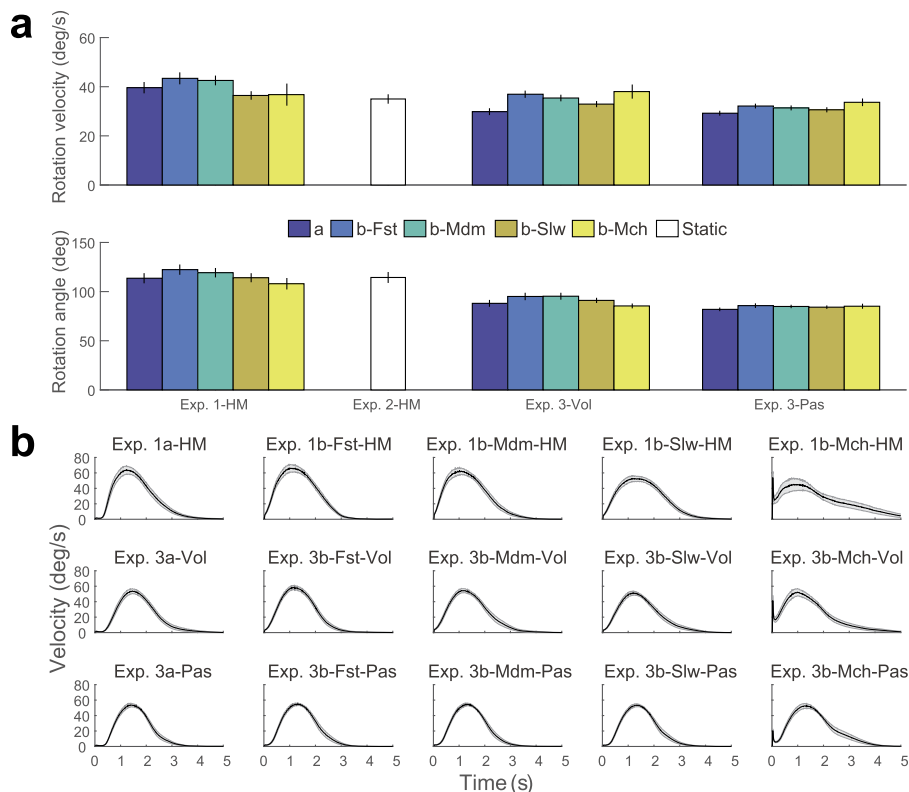 a
Rotation velocity (deg/s)
60
40
20
0
a b-Fst b-Mdm b-Slw b-Mch Static
Rotation angle (deg)
150
100
50
0
Exp. 1-HM Exp. 2-HM Exp. 3-Vol Exp. 3-Pas
b
Velocity (deg/s)
Exp. 1a-HM Exp. 1b-Fst-HM Exp. 1b-Mdm-HM Exp. 1b-Slw-HM Exp. 1b-Mch-HM
80
60
40
20
0
Exp. 3a-Vol Exp. 3b-Fst-Vol Exp. 3b-Mdm-Vol Exp. 3b-Slw-Vol Exp. 3b-Mch-Vol
80
60
40
20
0
Exp. 3a-Pas Exp. 3b-Fst-Pas Exp. 3b-Mdm-Pas Exp. 3b-Slw-Pas Exp. 3b-Mch-Pas
80
60
40
20
0
0 1 2 3 4 5 0 1 2 3 4 5 0 1 2 3 4 5 0 1 2 3 4 5 0 1 2 3 4 5
Time (s)